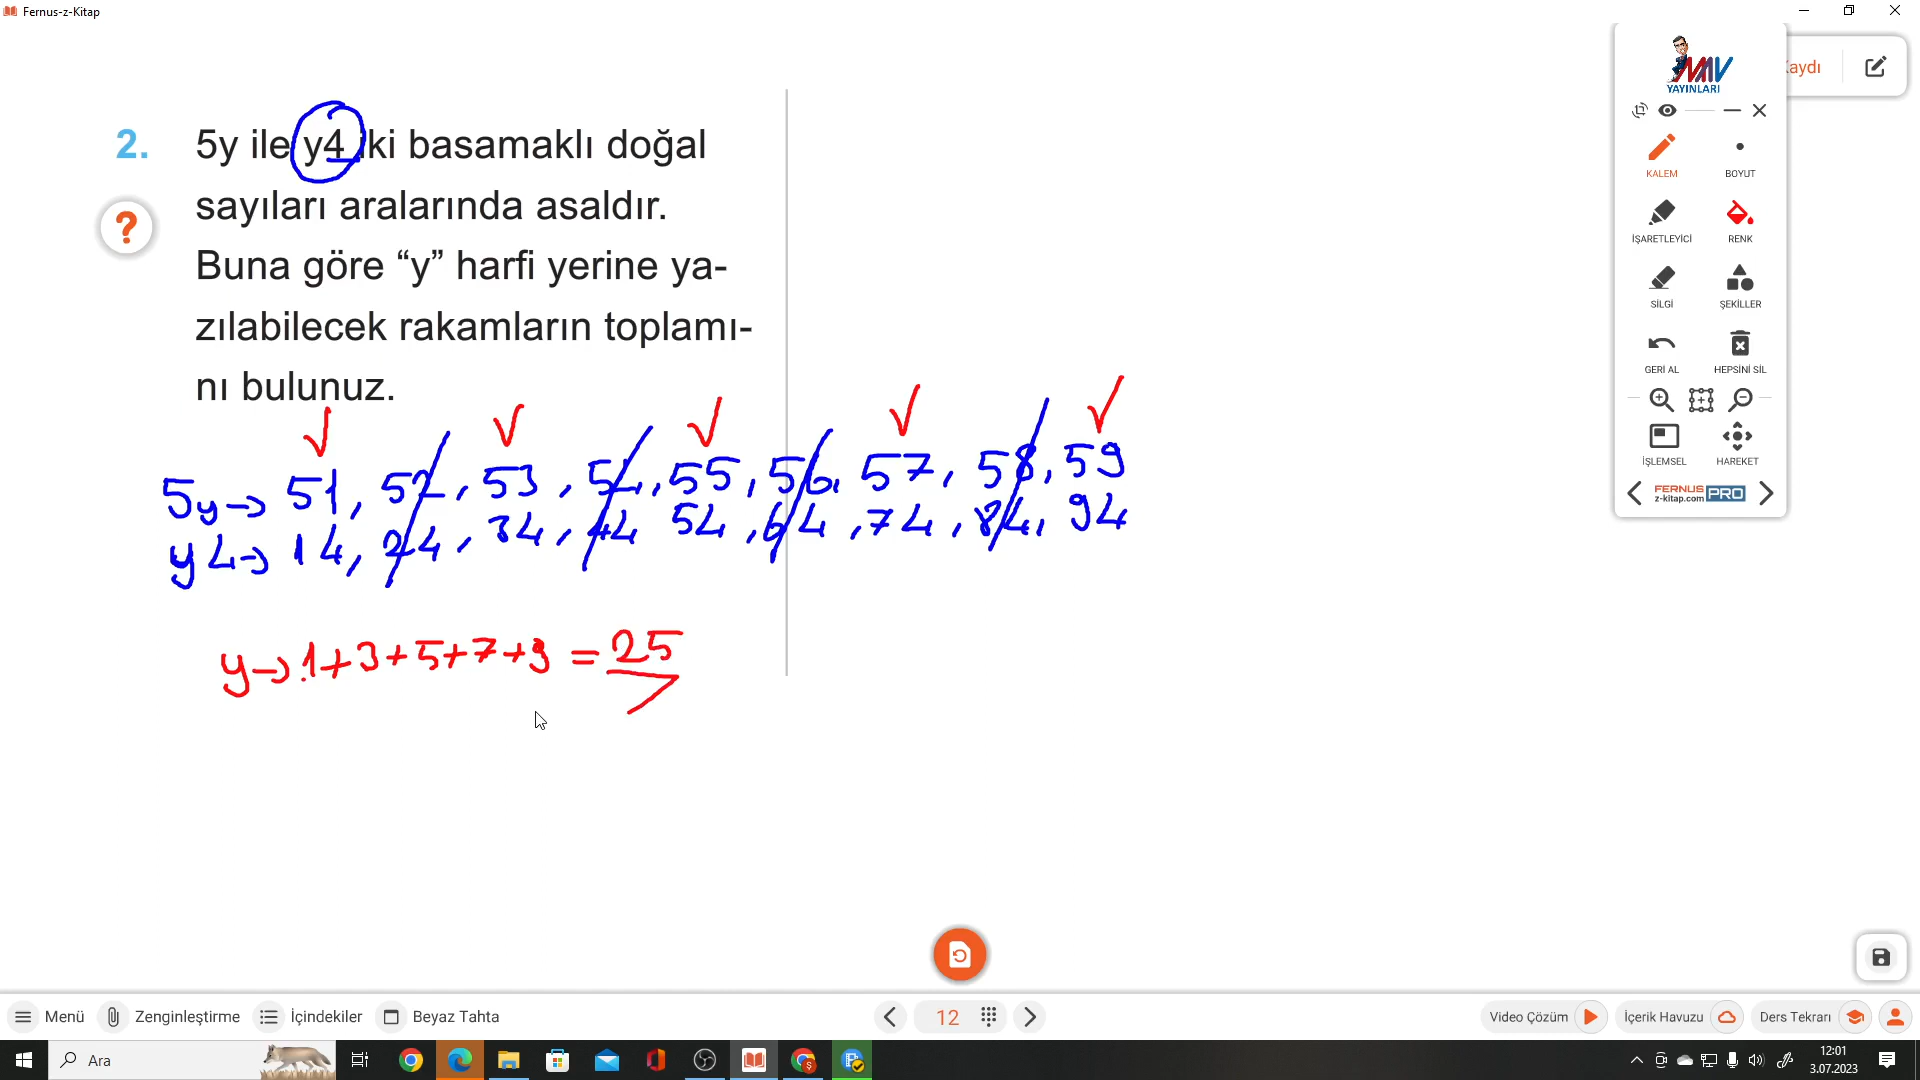 Fernus-z-Kitap
MAV
YAYINLARI
Kaydı
2. 5y ile y4 iki basamaklı doğal
sayıları aralarında asaldır.
Buna göre “y” harfi yerine ya-
zılabilecek rakamların toplamı-
nı bulunuz.
?
5y → 51, 52, 53, 54, 55, 56, 57, 58, 59
y4 → 14, 24, 34, 44 54, 64, 74, 84, 94
y → 1+3+5+7+9 = 25
KALEM
BOYUT
İŞARETLEYİCİ
RENK
SİLGİ
ŞEKİLLER
GERİ AL
HEPSİNİ SİL
İŞLEMSEL
HAREKET
FERNUS
z-kitap.com PRO
Menü
Zenginleştirme
İçindekiler
Beyaz Tahta
12
Video Çözüm
İçerik Havuzu
Ders Tekrarı
Ara
12:01
3.07.2023